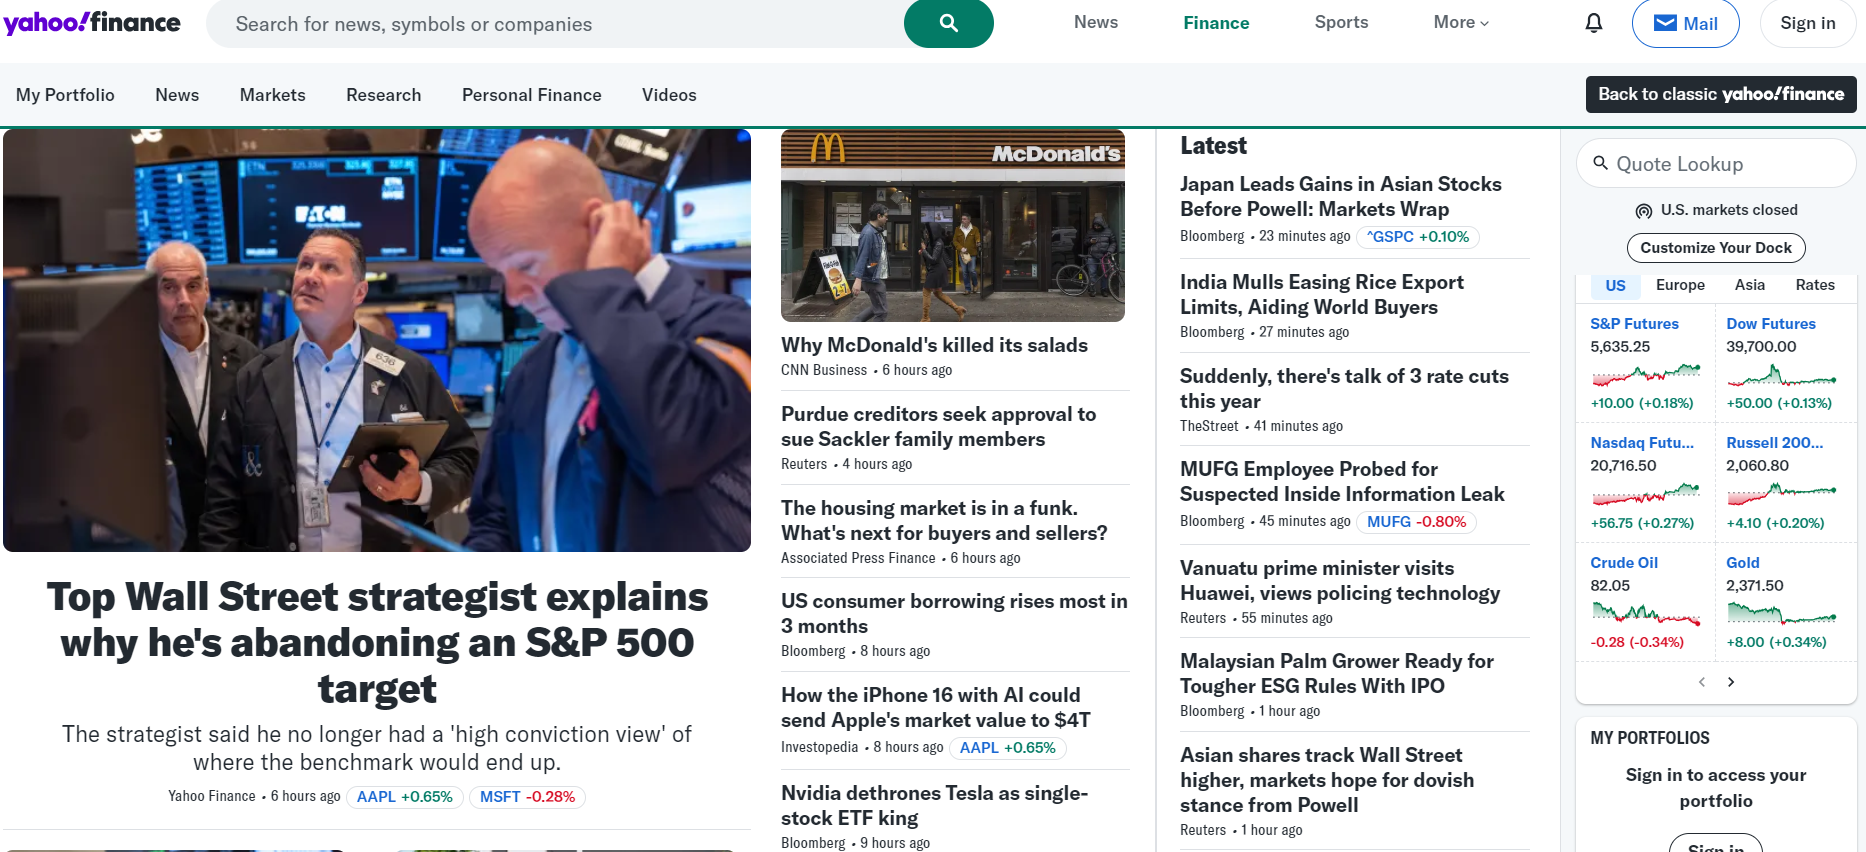 yahoo!finance
Search for news, symbols or companies
News
Finance
Sports
More
Mail
Sign in
My Portfolio
News
Markets
Research
Personal Finance
Videos
Back to classic yahoo!finance
EATON
636
Top Wall Street strategist explains
why he's abandoning an S&P 500
target
The strategist said he no longer had a 'high conviction view' of
where the benchmark would end up.
Yahoo Finance • 6 hours ago AAPL +0.65% MSFT -0.28%
McDonald's
Why McDonald's killed its salads
CNN Business • 6 hours ago
Purdue creditors seek approval to
sue Sackler family members
Reuters • 4 hours ago
The housing market is in a funk.
What's next for buyers and sellers?
Associated Press Finance • 6 hours ago
US consumer borrowing rises most in
3 months
Bloomberg • 8 hours ago
How the iPhone 16 with AI could
send Apple's market value to $4T
Investopedia • 8 hours ago AAPL +0.65%
Nvidia dethrones Tesla as single-
stock ETF king
Bloomberg • 9 hours ago
Latest
Japan Leads Gains in Asian Stocks
Before Powell: Markets Wrap
Bloomberg • 23 minutes ago ^GSPC +0.10%
India Mulls Easing Rice Export
Limits, Aiding World Buyers
Bloomberg • 27 minutes ago
Suddenly, there's talk of 3 rate cuts
this year
TheStreet • 41 minutes ago
MUFG Employee Probed for
Suspected Inside Information Leak
Bloomberg • 45 minutes ago MUFG -0.80%
Vanuatu prime minister visits
Huawei, views policing technology
Reuters • 55 minutes ago
Malaysian Palm Grower Ready for
Tougher ESG Rules With IPO
Bloomberg • 1 hour ago
Asian shares track Wall Street
higher, markets hope for dovish
stance from Powell
Reuters • 1 hour ago
Quote Lookup
U.S. markets closed
Customize Your Dock
US Europe Asia Rates
S&P Futures
5,635.25
+10.00 (+0.18%)
Dow Futures
39,700.00
+50.00 (+0.13%)
Nasdaq Futu...
20,716.50
+56.75 (+0.27%)
Russell 200...
2,060.80
+4.10 (+0.20%)
Crude Oil
82.05
-0.28 (-0.34%)
Gold
2,371.50
+8.00 (+0.34%)
MY PORTFOLIOS
Sign in to access your
portfolio
Sign in